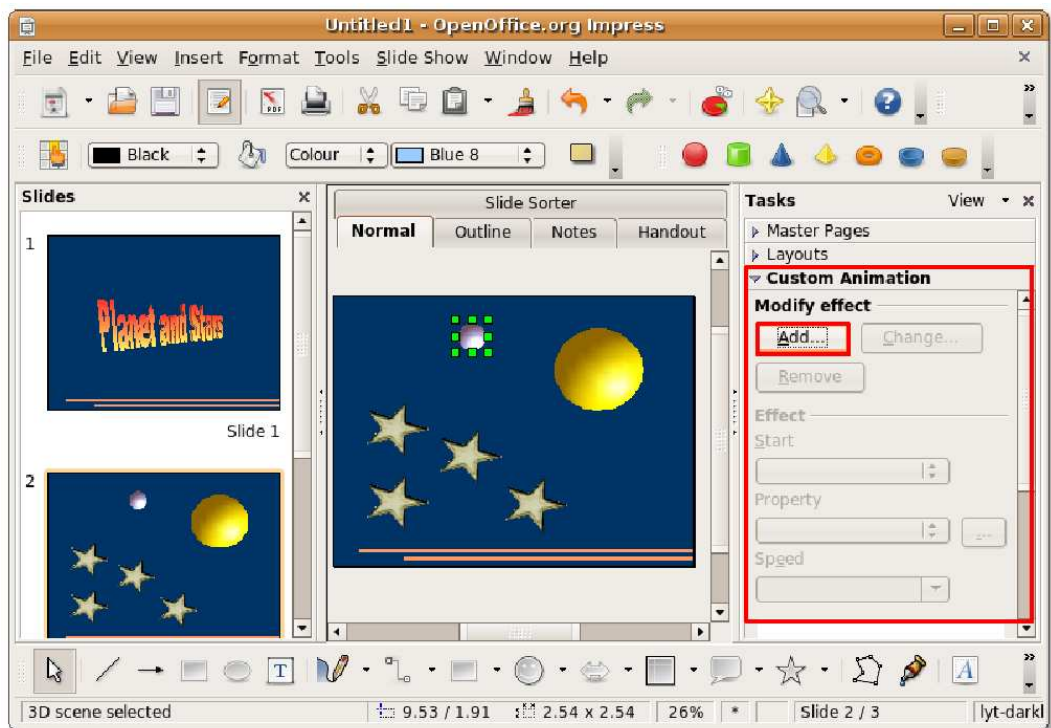 Untitled1 - OpenOffice.org Impress
File Edit View Insert Format Tools Slide Show Window Help
PDF
Black
Colour
Blue 8
Slides
1
Planet and Stars
Slide 1
2
Slide Sorter
Normal Outline Notes Handout
Tasks View
Master Pages
Layouts
Custom Animation
Modify effect
Add... Change...
Remove
Effect
Start
Property
...
Speed
T
A
3D scene selected 9.53 / 1.91 2.54 x 2.54 26% * Slide 2 / 3 lyt-darkl